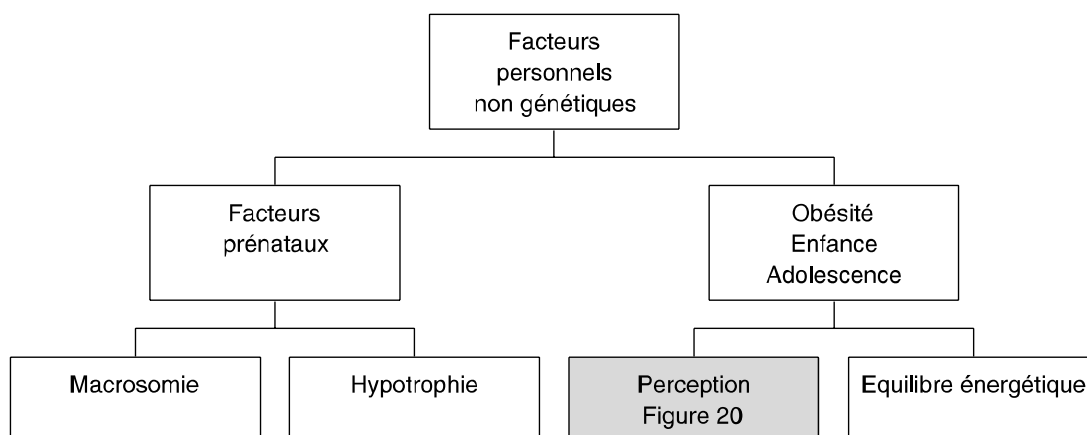 Facteurs
personnels
non génétiques
Facteurs
prénataux
Obésité
Enfance
Adolescence
Macrosomie
Hypotrophie
Perception
Figure 20
Equilibre énergétique